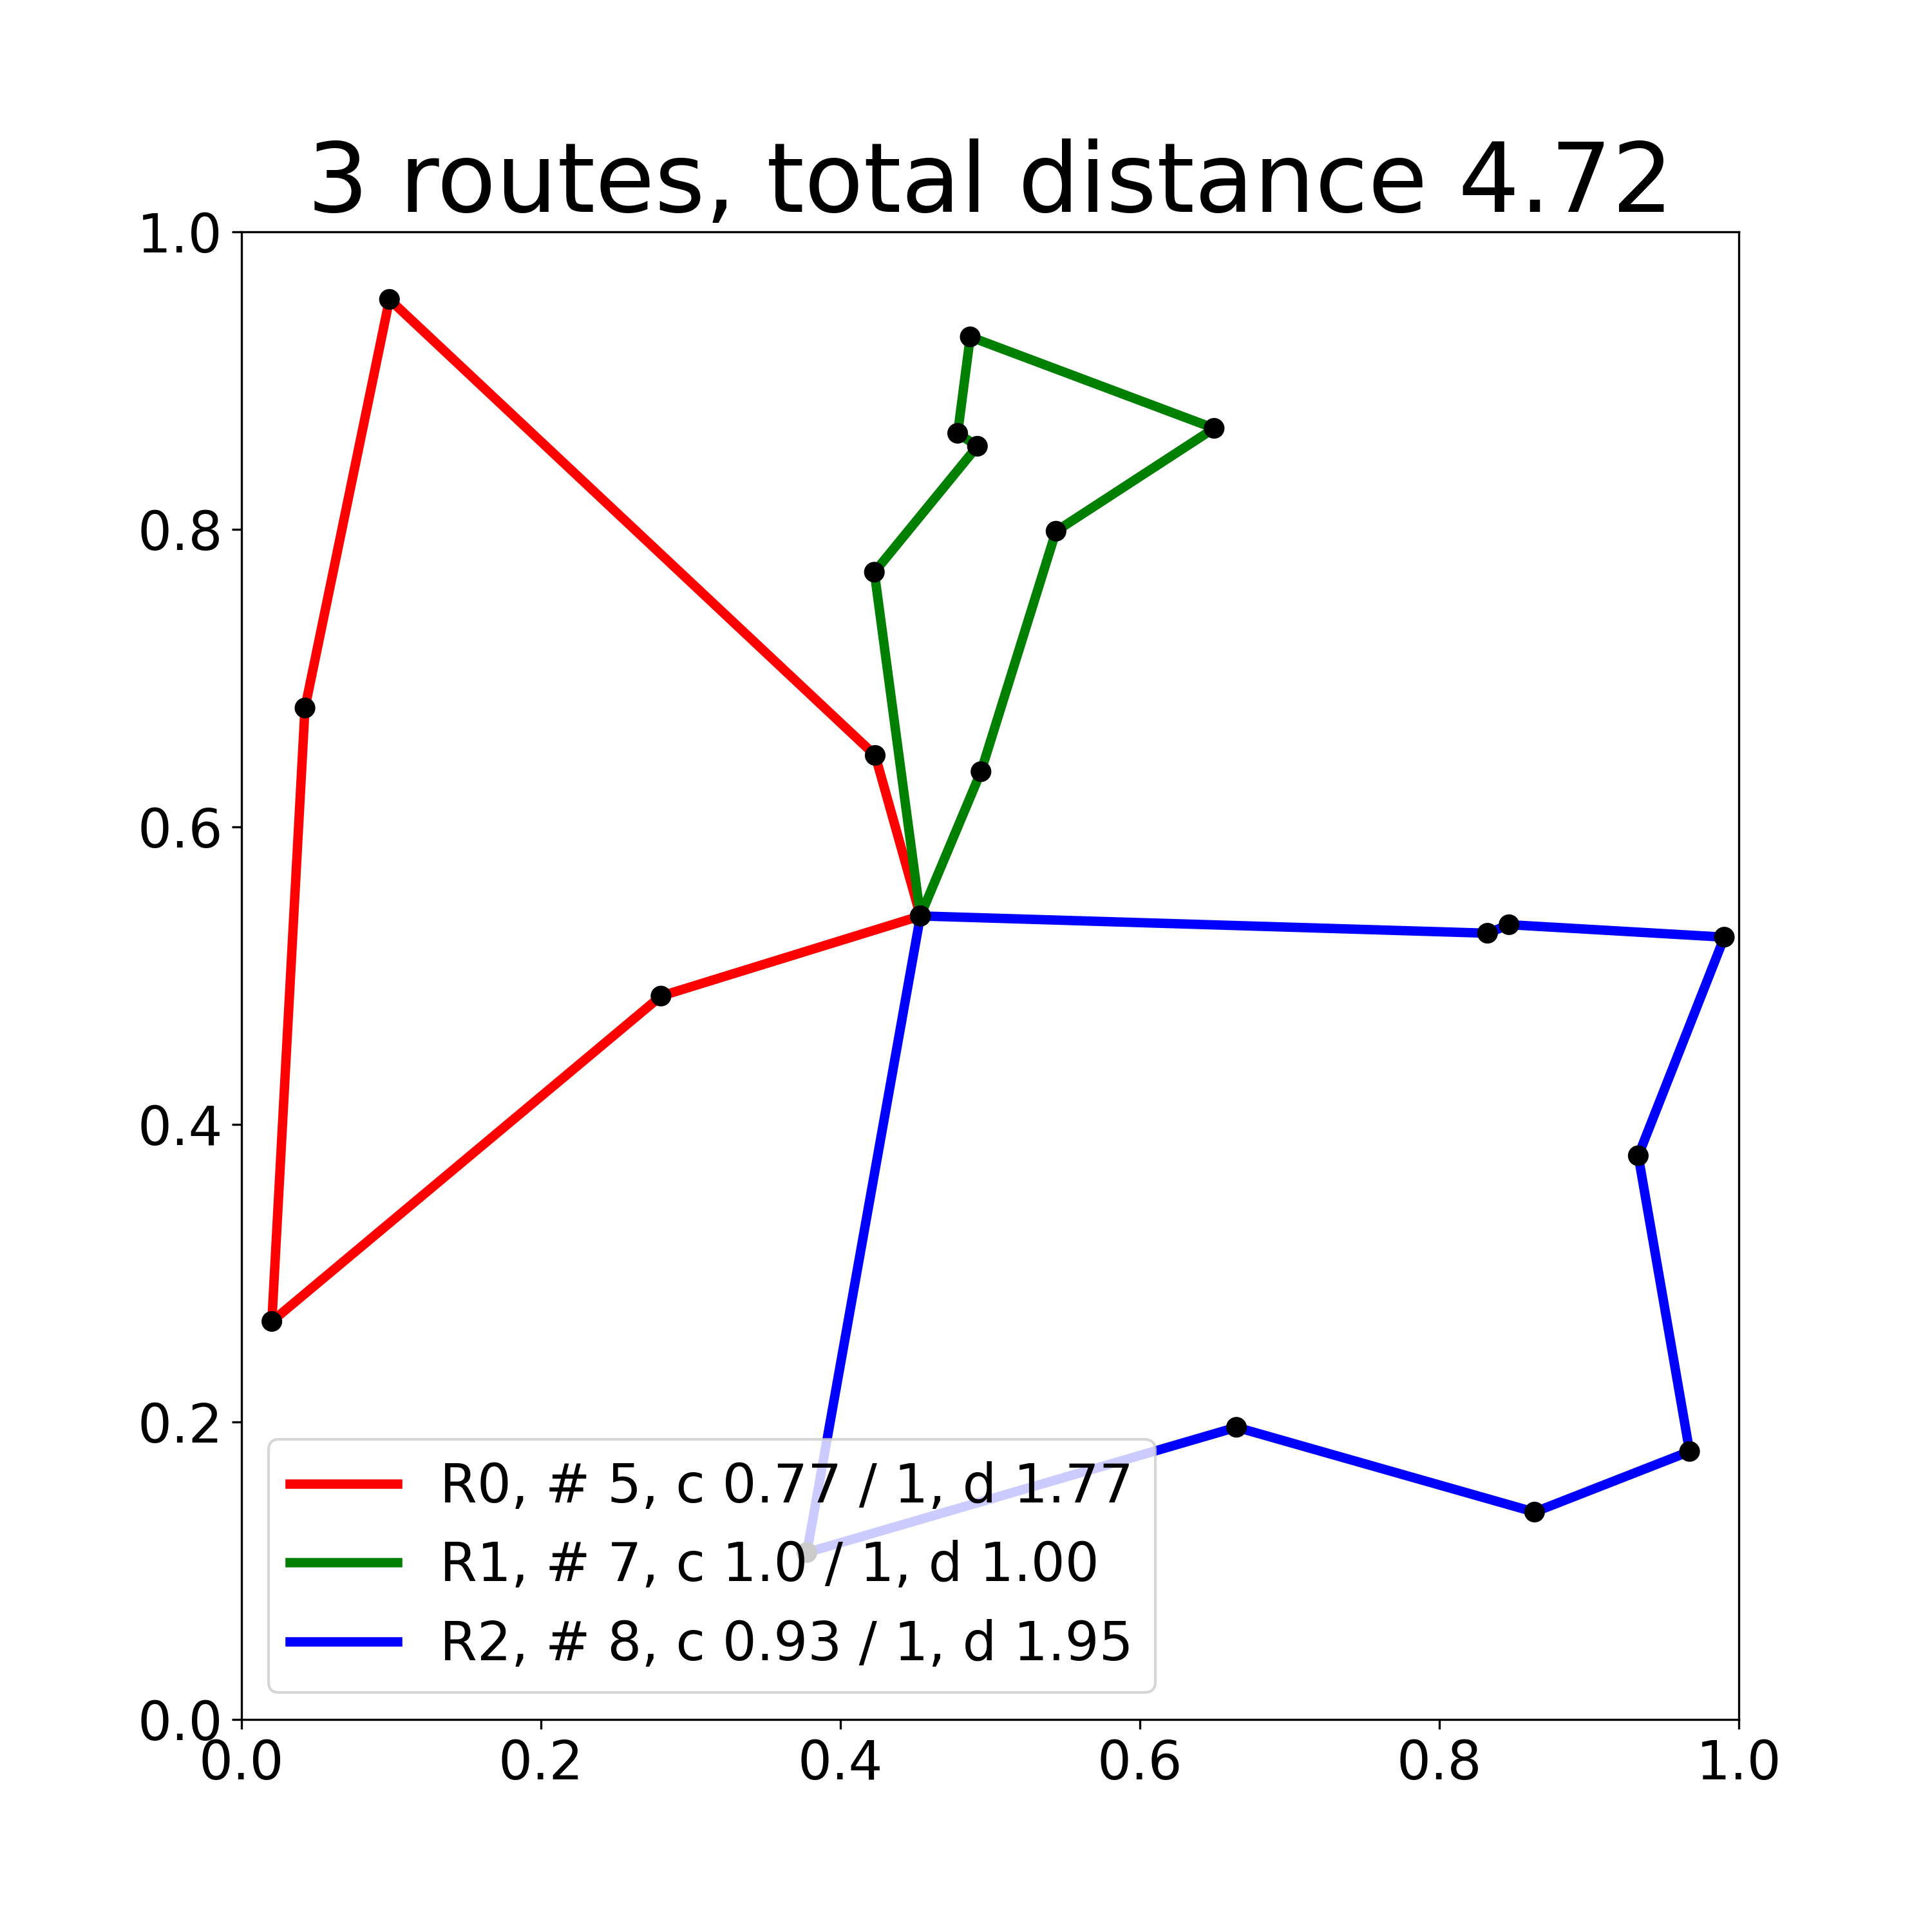 3 routes, total distance 4.72
1.0
0.8
0.6
0.4
0.2
0.0
R0, # 5, c 0.77 / 1, d 1.77
R1, # 7, c 1.0 / 1, d 1.00
R2, # 8, c 0.93 / 1, d 1.95
0.0 0.2 0.4 0.6 0.8 1.0